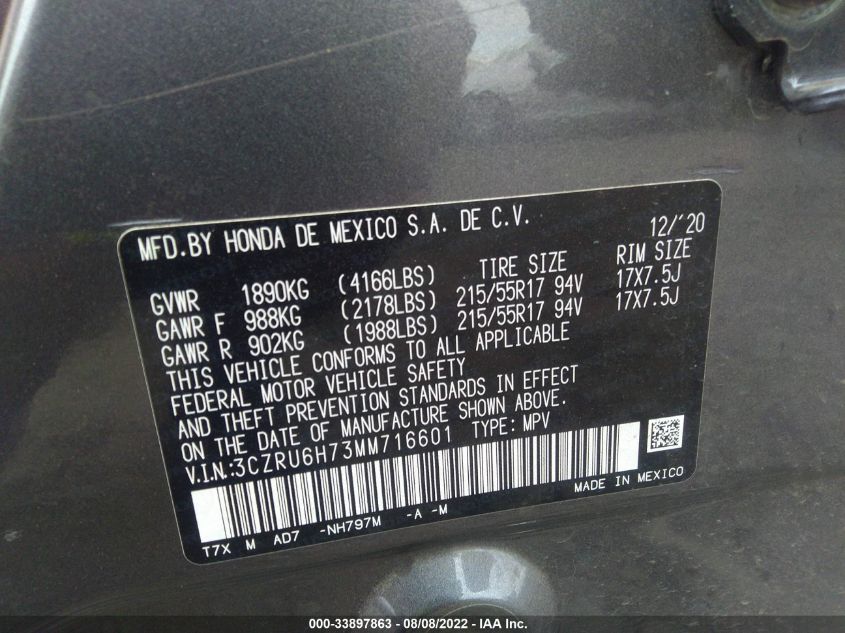 MFD.BY HONDA DE MEXICO S.A. DE C.V. 12/'20
TIRE SIZE RIM SIZE
GVWR 1890KG (4166LBS)
GAWR F 988KG (2178LBS) 215/55R17 94V 17X7.5J
GAWR R 902KG (1988LBS) 215/55R17 94V 17X7.5J
THIS VEHICLE CONFORMS TO ALL APPLICABLE
FEDERAL MOTOR VEHICLE SAFETY
AND THEFT PREVENTION STANDARDS IN EFFECT
ON THE DATE OF MANUFACTURE SHOWN ABOVE.
V.I.N.:3CZRU6H73MM716601 TYPE: MPV
T7X M AD7 -NH797M -A -M MADE IN MEXICO
000-33897863 - 08/08/2022 - IAA Inc.